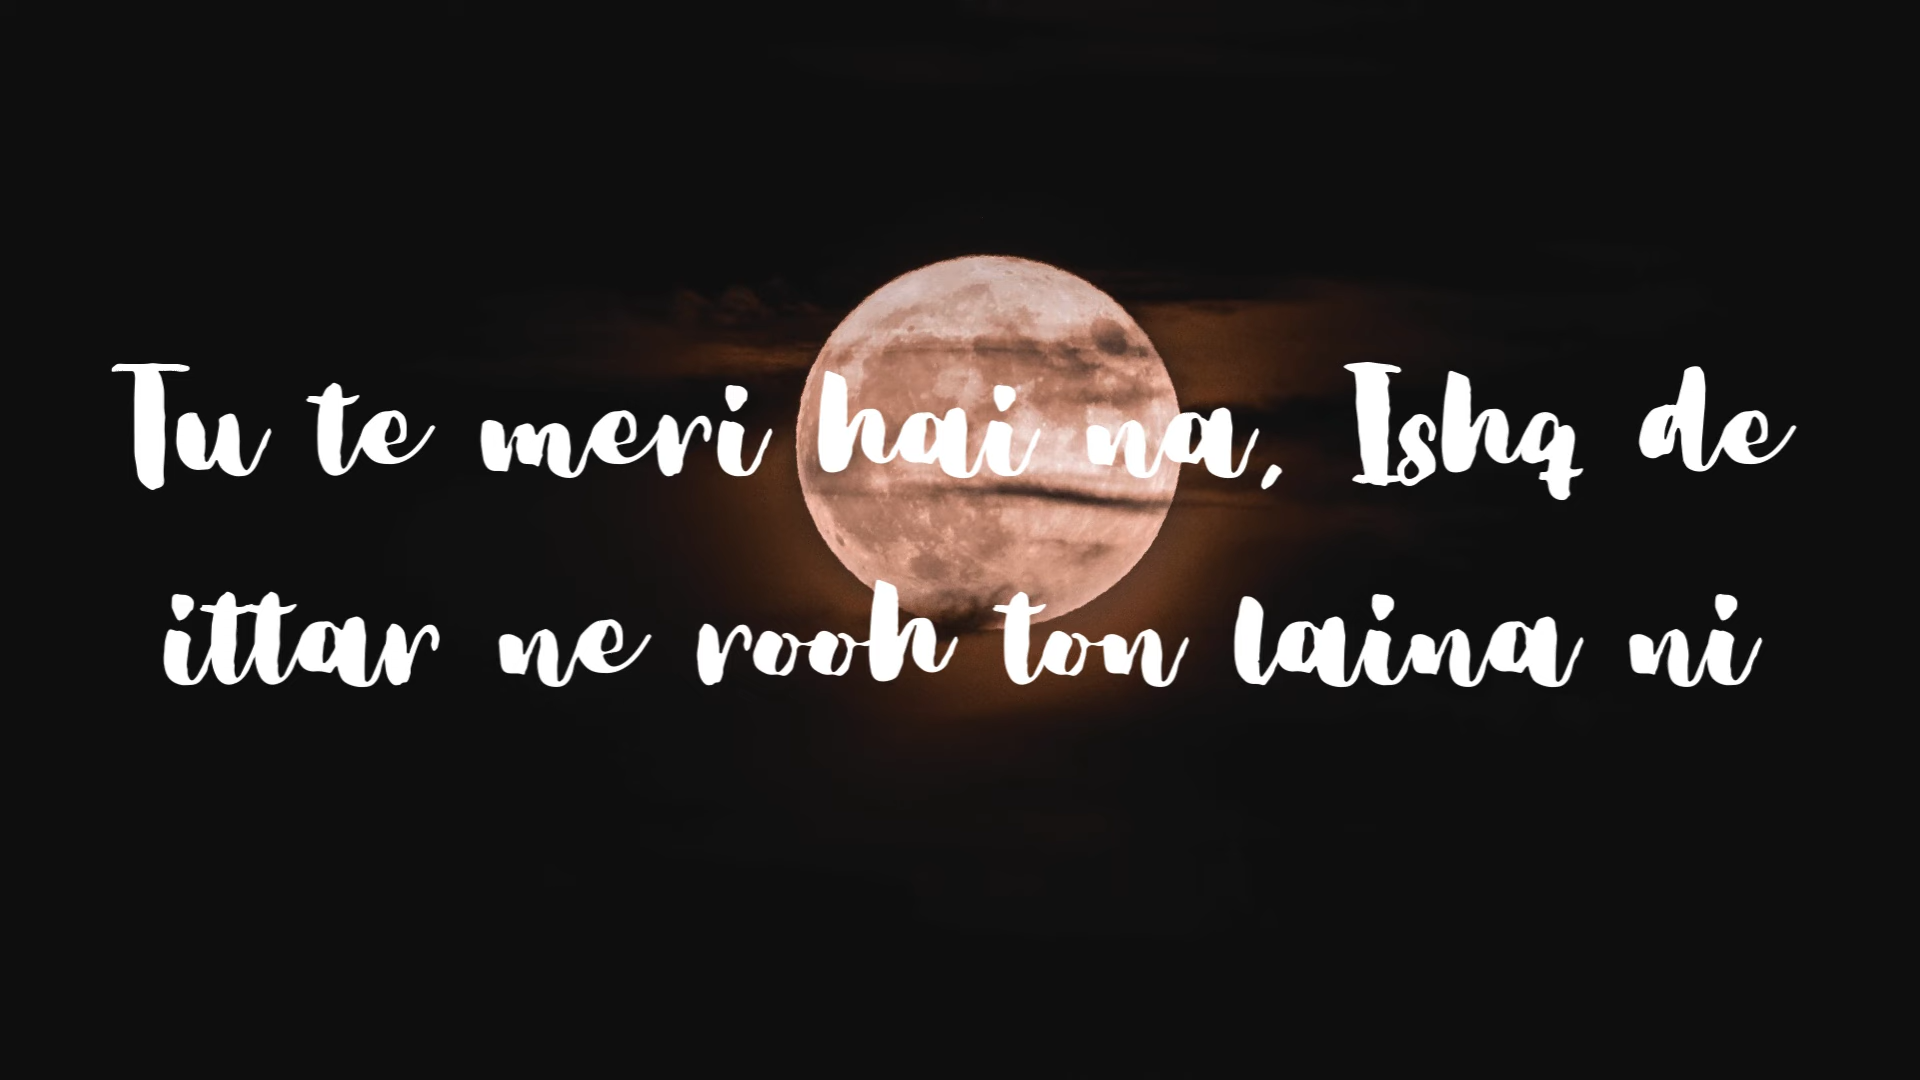 Tu te meri hai na, Ishq de
ittar ne rooh ton laina ni